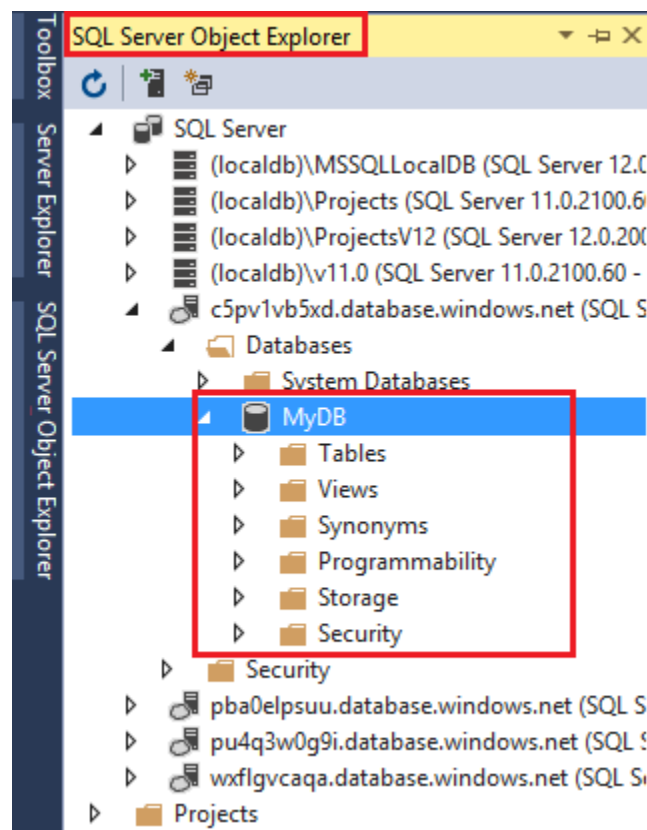 Toolbox
Server Explorer
SQL Server Object Explorer
SQL Server Object Explorer
SQL Server
(localdb)\MSSQLLocalDB (SQL Server 12.0
(localdb)\Projects (SQL Server 11.0.2100.6
(localdb)\ProjectsV12 (SQL Server 12.0.200
(localdb)\v11.0 (SQL Server 11.0.2100.60 -
c5pv1vb5xd.database.windows.net (SQL S
Databases
System Databases
MyDB
Tables
Views
Synonyms
Programmability
Storage
Security
Security
pba0elpsuu.database.windows.net (SQL S
pu4q3w0g9i.database.windows.net (SQL S
wxflgvcaqa.database.windows.net (SQL Se
Projects